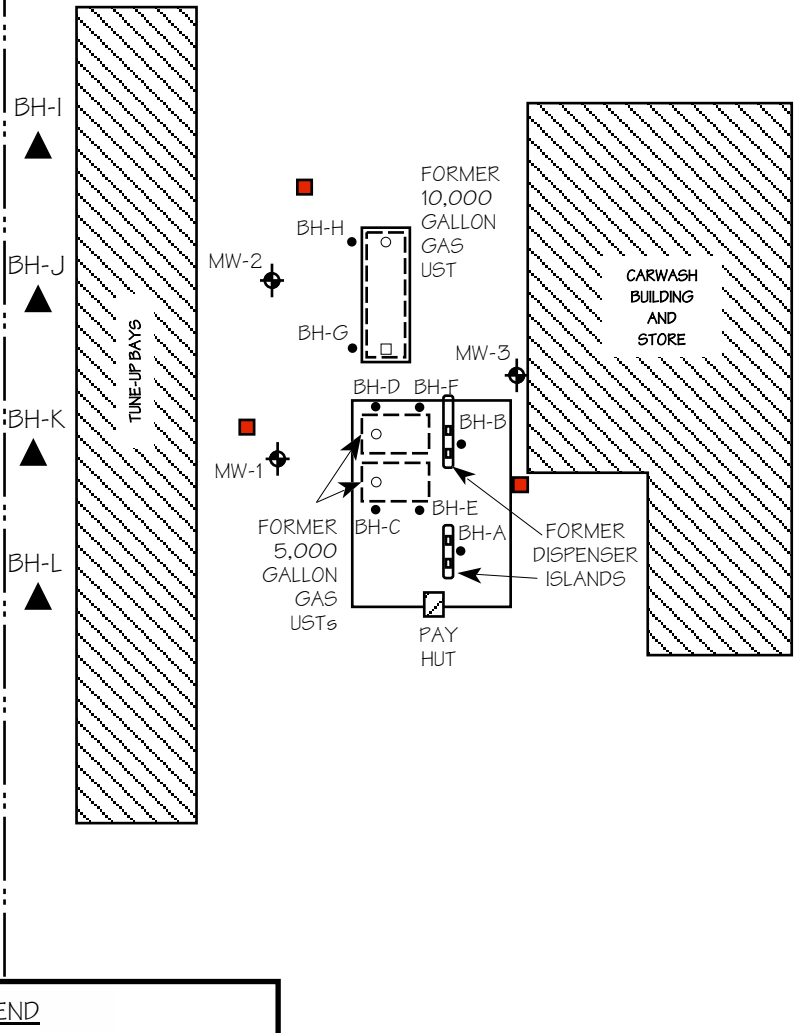 BH-I
BH-J
BH-K
BH-L
TUNE-UP BAYS
MW-2
BH-H
BH-G
FORMER
10,000
GALLON
GAS
UST
MW-3
CARWASH
BUILDING
AND
STORE
BH-D BH-F
BH-B
MW-1
BH-E
BH-C
BH-A
FORMER
5,000
GALLON
GAS
USTs
FORMER
DISPENSER
ISLANDS
PAY
HUT
END